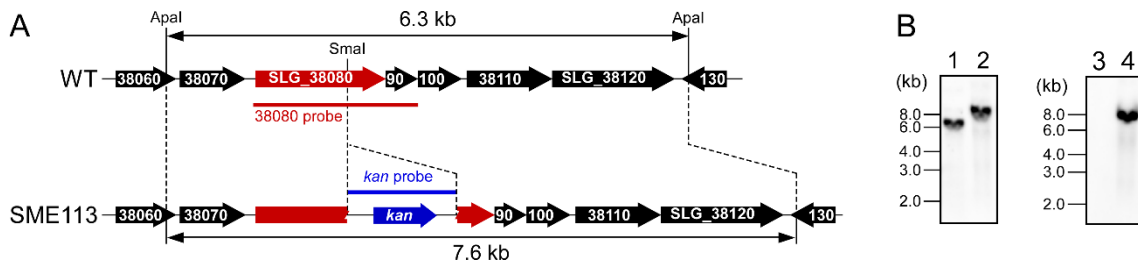 A
ApaI 6.3 kb ApaI
SmaI
WT 38060 38070 SLG_38080 90 100 38110 SLG_38120 130
38080 probe
kan probe
SME113 38060 38070 kan 90 100 38110 SLG_38120 130
7.6 kb
B
1 2
(kb)
8.0
6.0
4.0
3.0
2.0
3 4
(kb)
8.0
6.0
4.0
3.0
2.0